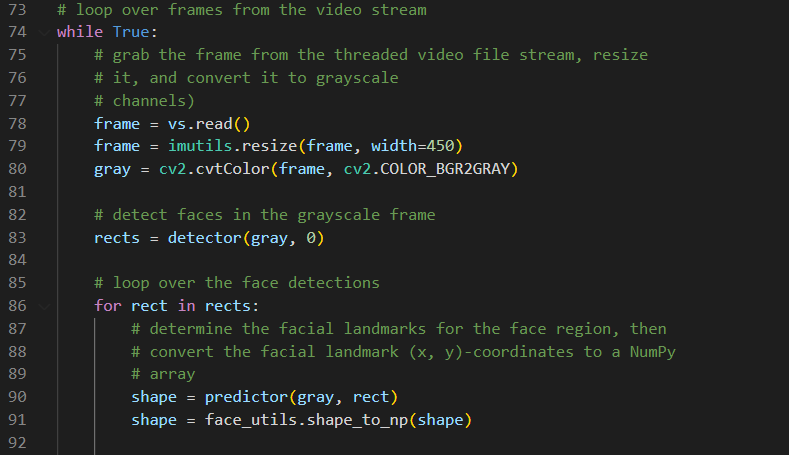 73 # loop over frames from the video stream
74 while True:
75     # grab the frame from the threaded video file stream, resize
76     # it, and convert it to grayscale
77     # channels)
78     frame = vs.read()
79     frame = imutils.resize(frame, width=450)
80     gray = cv2.cvtColor(frame, cv2.COLOR_BGR2GRAY)
81
82     # detect faces in the grayscale frame
83     rects = detector(gray, 0)
84
85     # loop over the face detections
86     for rect in rects:
87         # determine the facial landmarks for the face region, then
88         # convert the facial landmark (x, y)-coordinates to a NumPy
89         # array
90         shape = predictor(gray, rect)
91         shape = face_utils.shape_to_np(shape)
92